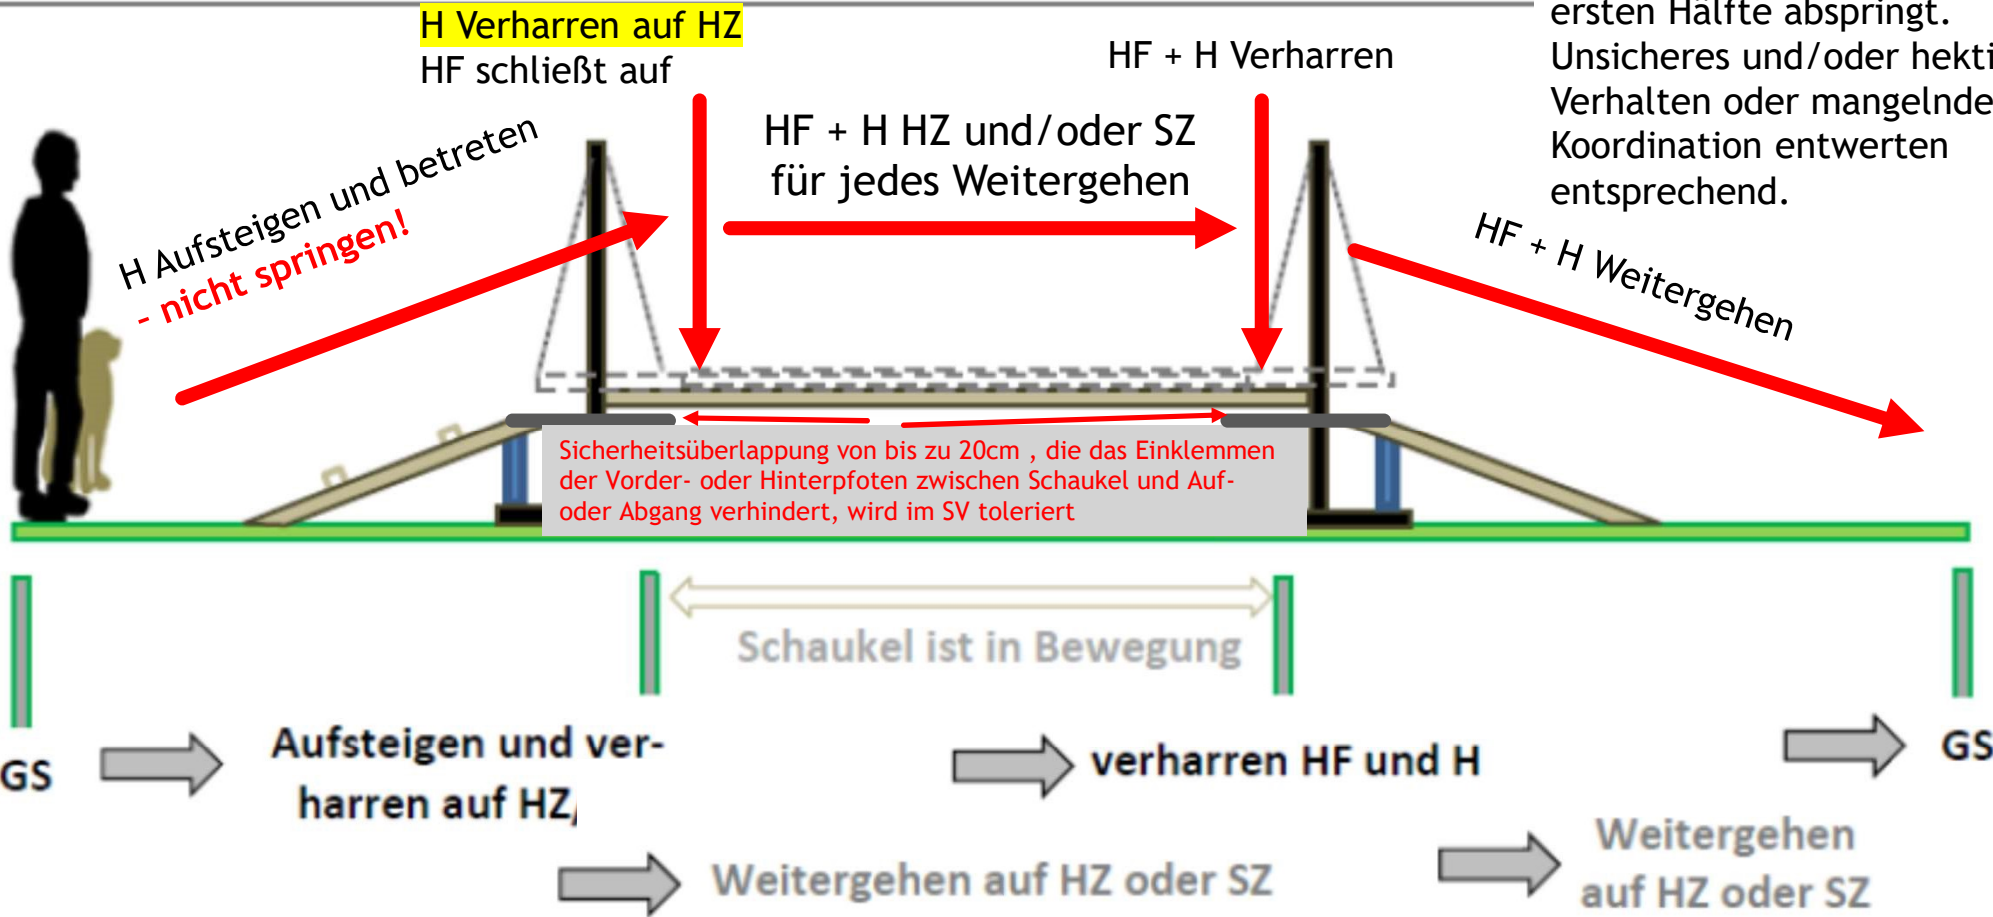 H Verharren auf HZ
HF schließt auf
HF + H Verharren
ersten Hälfte abspringt.
Unsicheres und/oder hekti
Verhalten oder mangelnde
Koordination entwerten
entsprechend.
H Aufsteigen und betreten
- nicht springen!
HF + H HZ und/oder SZ
für jedes Weitergehen
HF + H Weitergehen
Sicherheitsüberlappung von bis zu 20cm , die das Einklemmen
der Vorder- oder Hinterpfoten zwischen Schaukel und Auf-
oder Abgang verhindert, wird im SV toleriert
Schaukel ist in Bewegung
GS
Aufsteigen und ver-
harren auf HZ,
verharren HF und H
GS
Weitergehen auf HZ oder SZ
Weitergehen
auf HZ oder SZ